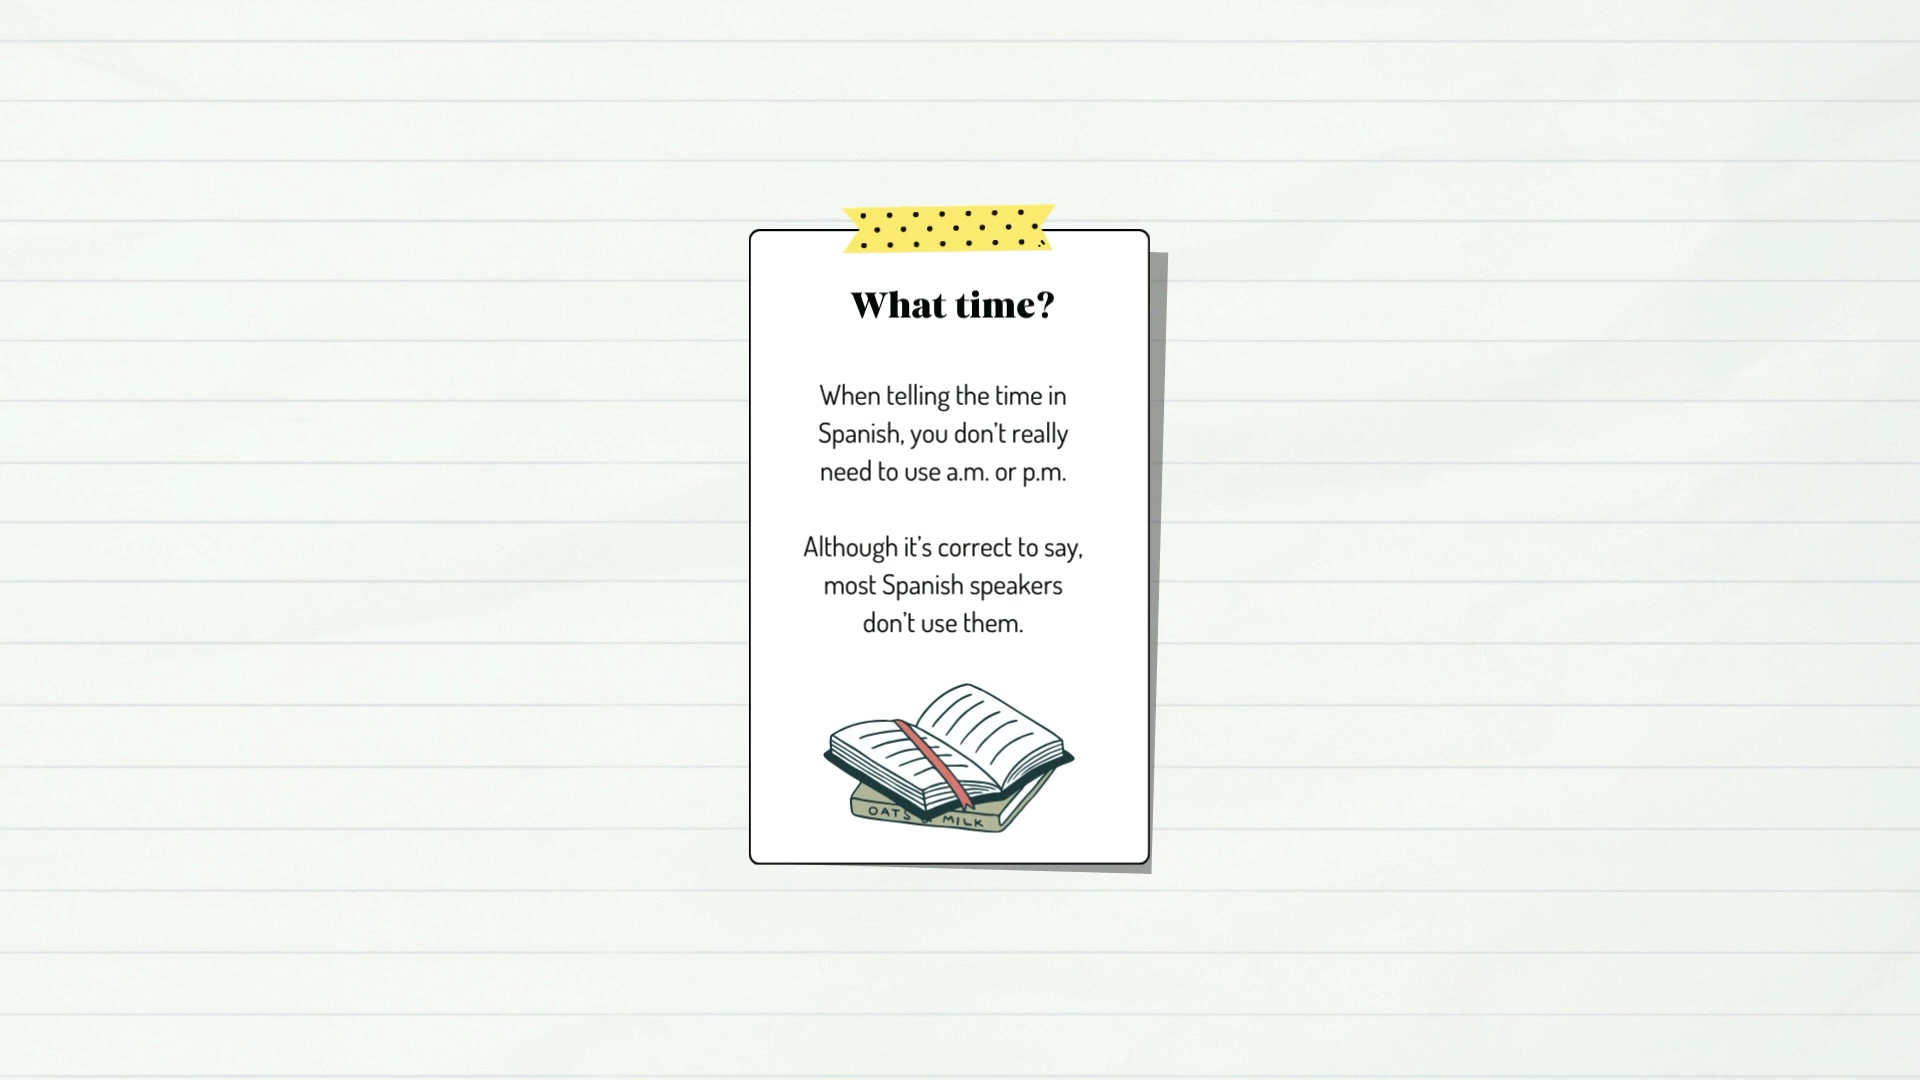 What time?
When telling the time in
Spanish, you don't really
need to use a.m. or p.m.
Although it's correct to say,
most Spanish speakers
don't use them.
OATS & MILK